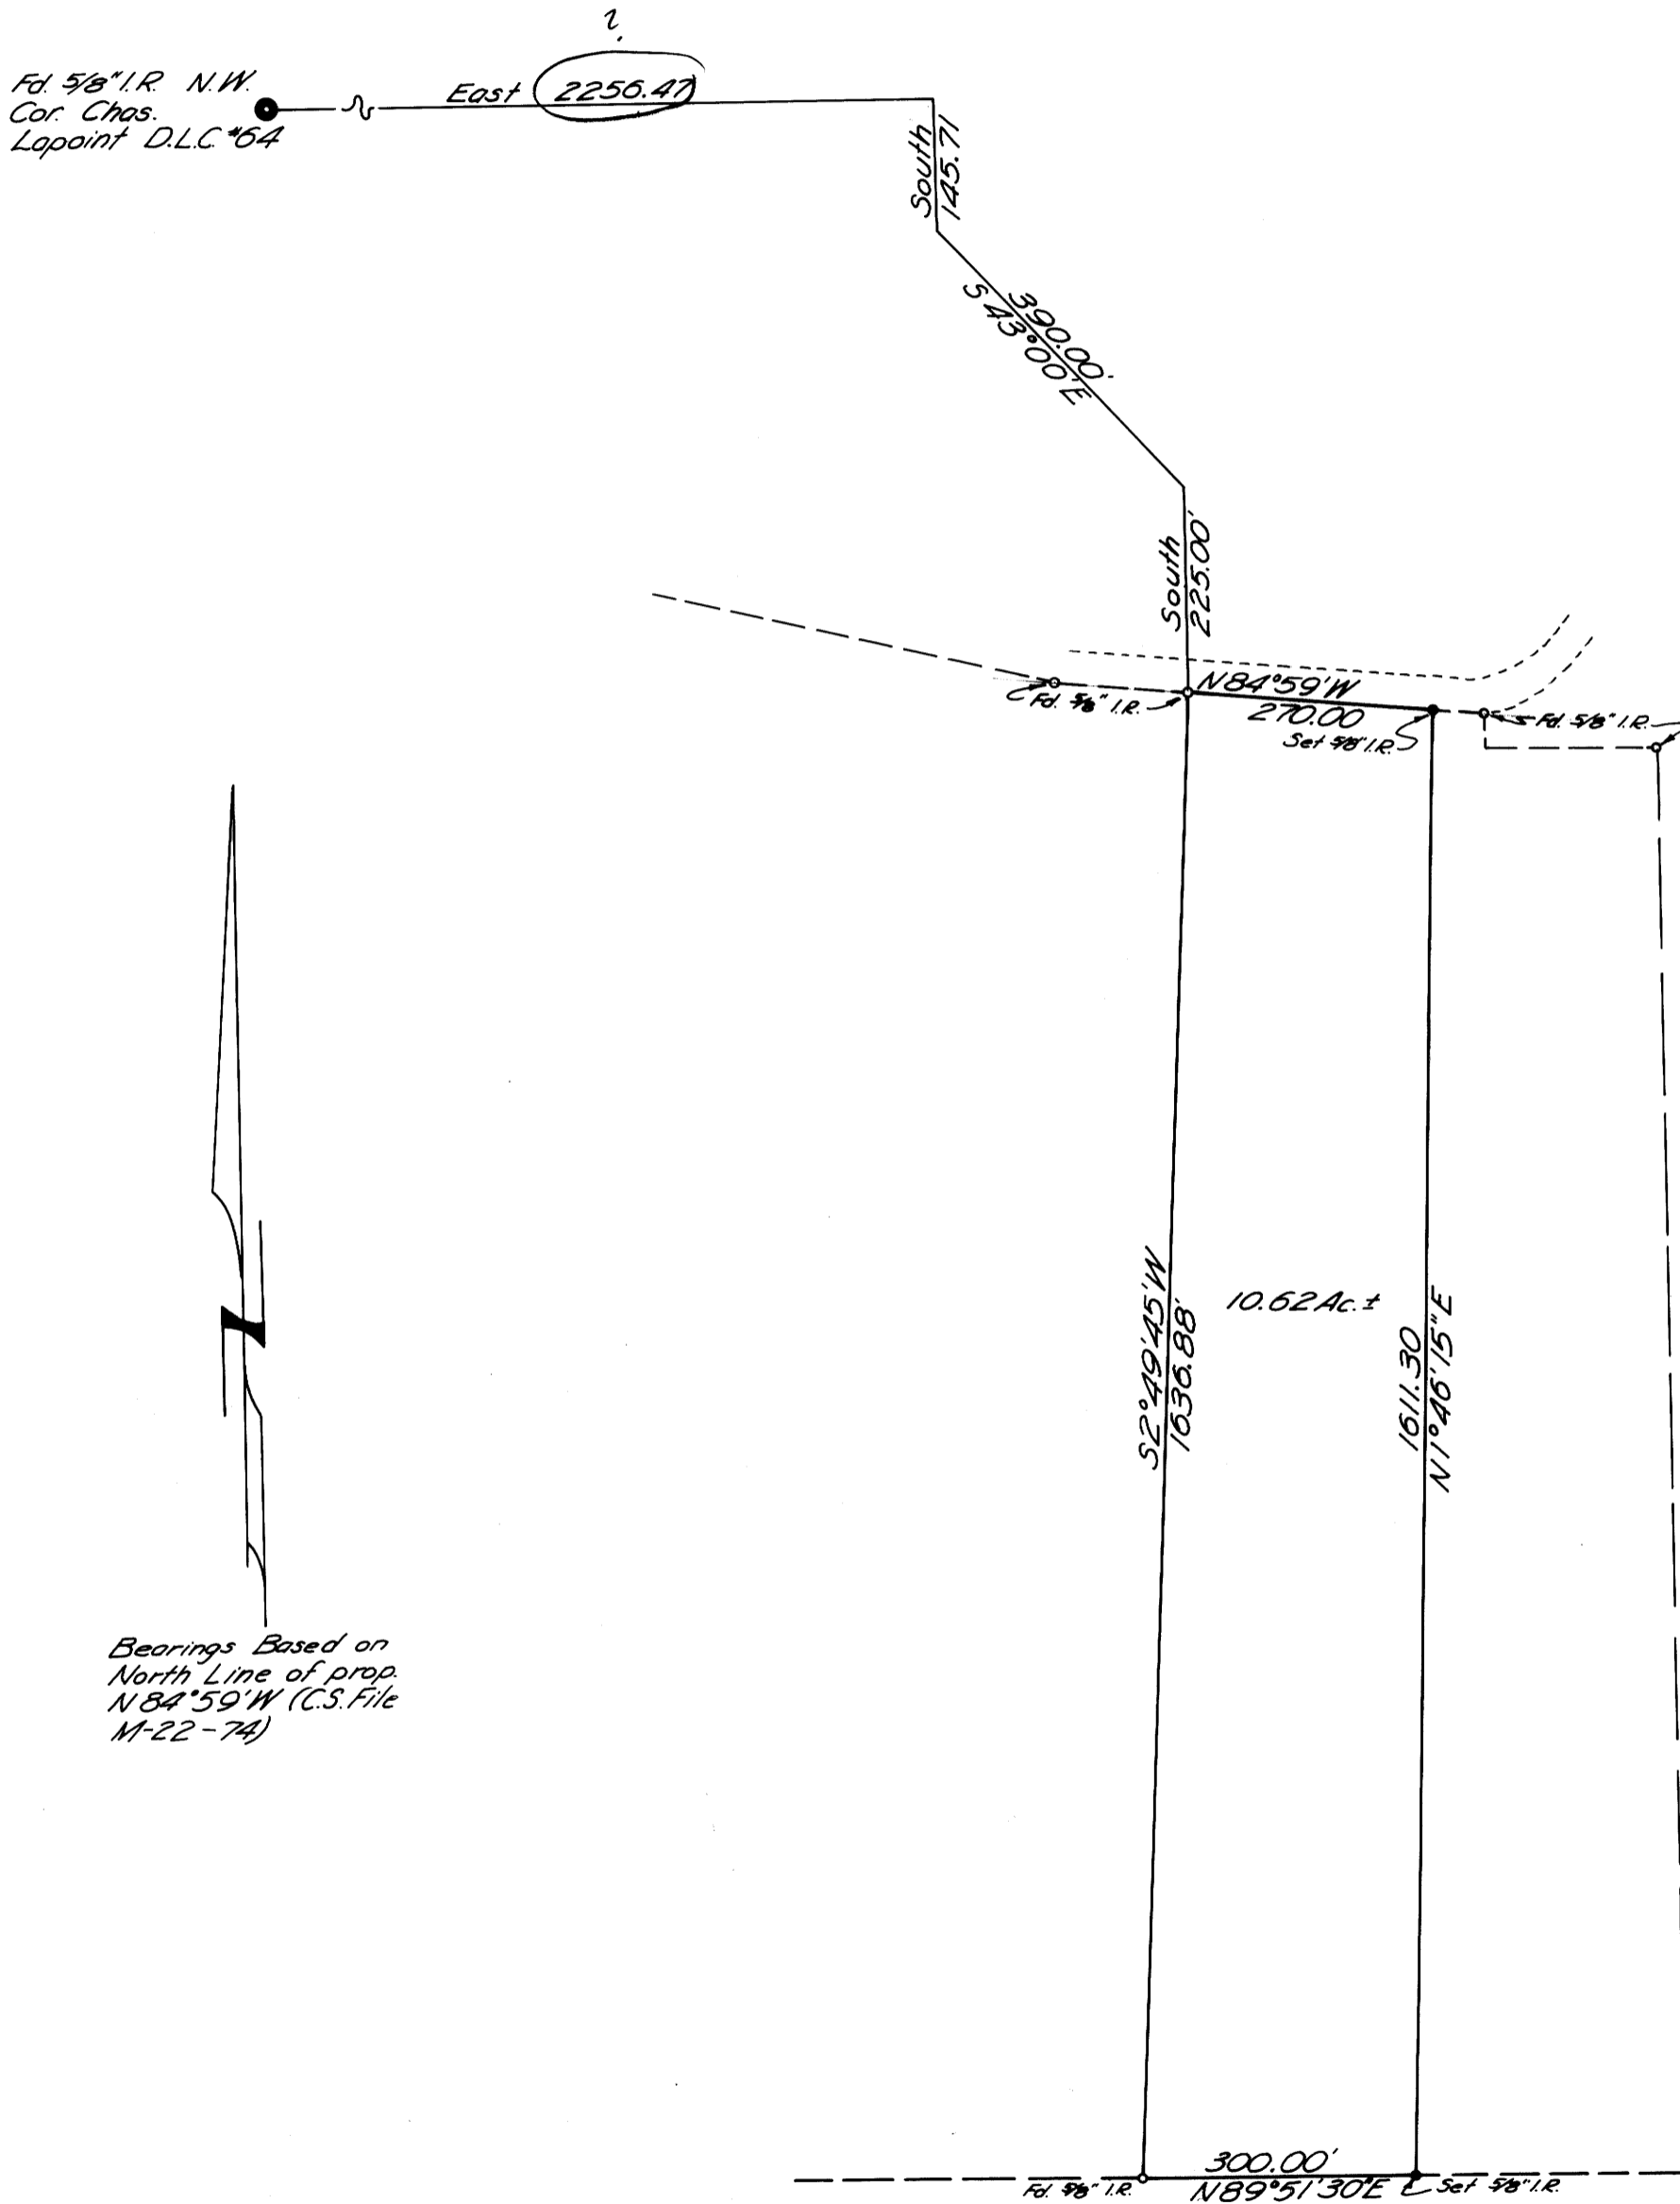 ?
Fd. 5/8" I.R. N.W.
Cor. Chas.
Lapoint D.L.C. #64
East 2256.47
South
145.71
390.00'
S 43°00'E
South
225.00'
N84°59'W
270.00
Fd. 5/8" I.R.
Set 5/8" I.R.
Fd. 5/8" I.R.
S2°49'45"W
1636.88'
10.62 Ac. ±
1611.30
N1°46'15"E
N
Bearings Based on
North Line of prop.
N84°59'W (C.S. File
M-22-74)
300.00'
Fd. 5/8" I.R.
N89°51'30"E
Set 5/8" I.R.